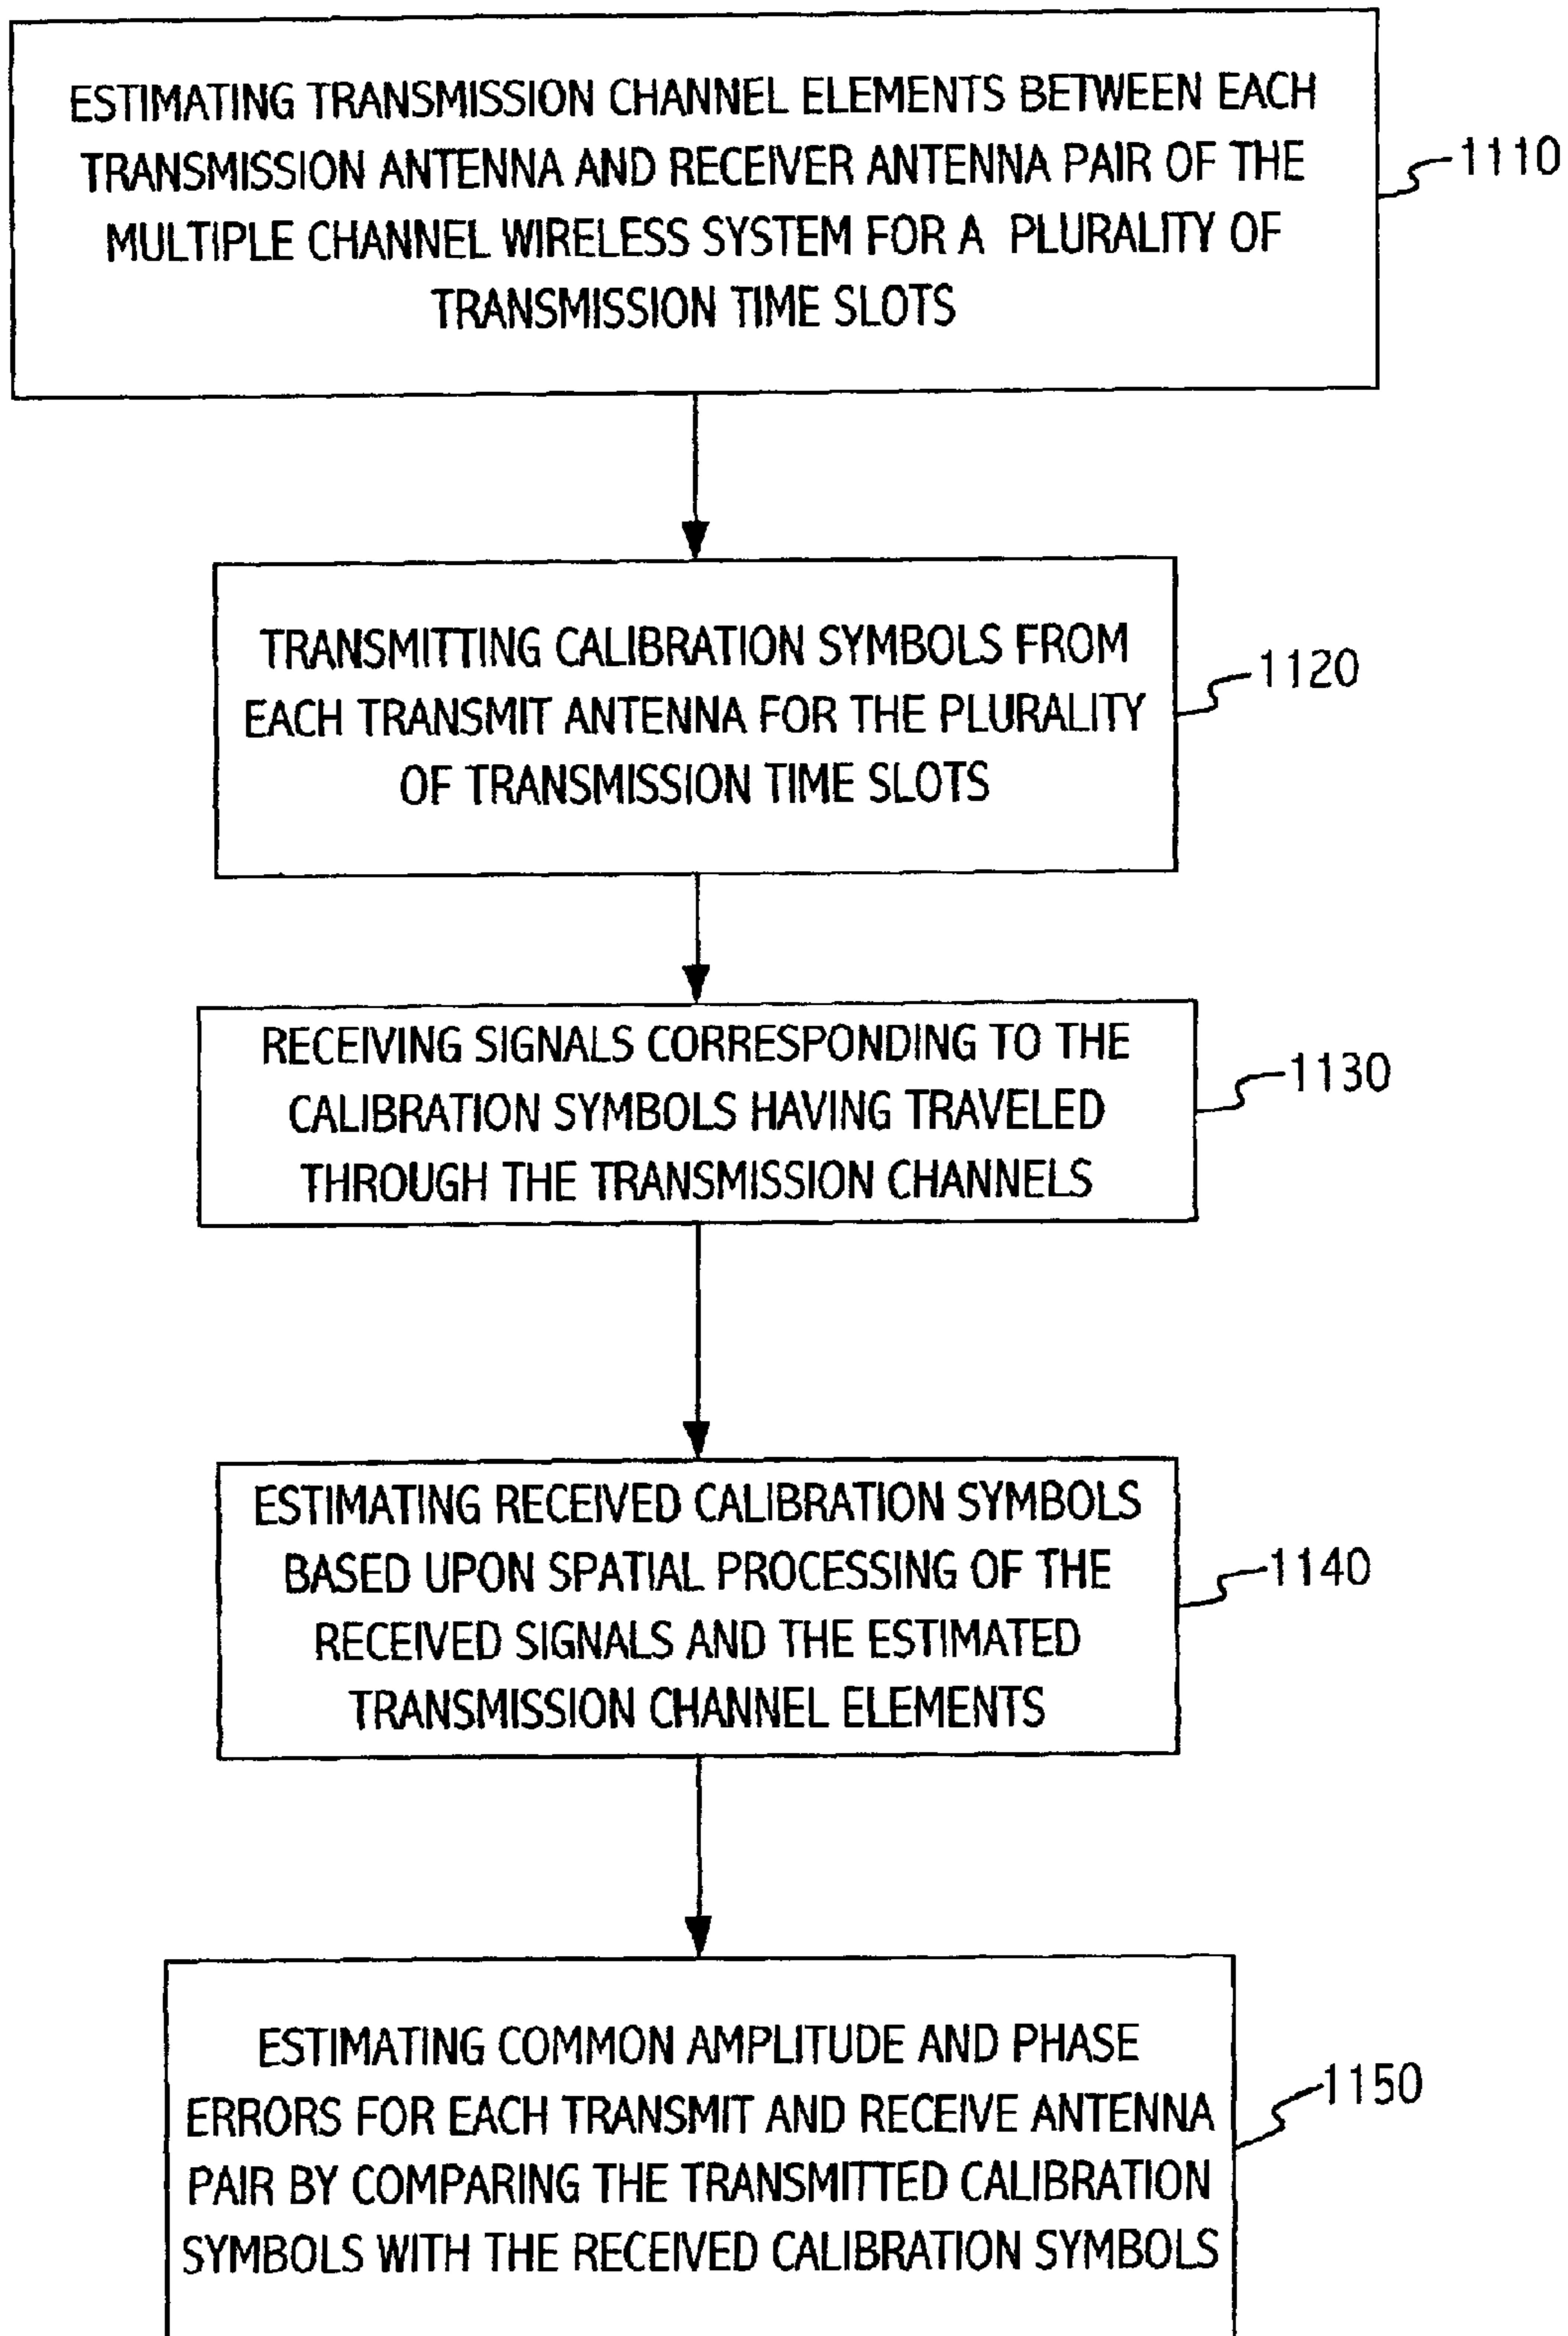 ESTIMATING TRANSMISSION CHANNEL ELEMENTS BETWEEN EACH
TRANSMISSION ANTENNA AND RECEIVER ANTENNA PAIR OF THE
MULTIPLE CHANNEL WIRELESS SYSTEM FOR A PLURALITY OF
TRANSMISSION TIME SLOTS
1110
TRANSMITTING CALIBRATION SYMBOLS FROM
EACH TRANSMIT ANTENNA FOR THE PLURALITY
OF TRANSMISSION TIME SLOTS
1120
RECEIVING SIGNALS CORRESPONDING TO THE
CALIBRATION SYMBOLS HAVING TRAVELED
THROUGH THE TRANSMISSION CHANNELS
1130
ESTIMATING RECEIVED CALIBRATION SYMBOLS
BASED UPON SPATIAL PROCESSING OF THE
RECEIVED SIGNALS AND THE ESTIMATED
TRANSMISSION CHANNEL ELEMENTS
1140
ESTIMATING COMMON AMPLITUDE AND PHASE
ERRORS FOR EACH TRANSMIT AND RECEIVE ANTENNA
PAIR BY COMPARING THE TRANSMITTED CALIBRATION
SYMBOLS WITH THE RECEIVED CALIBRATION SYMBOLS
1150